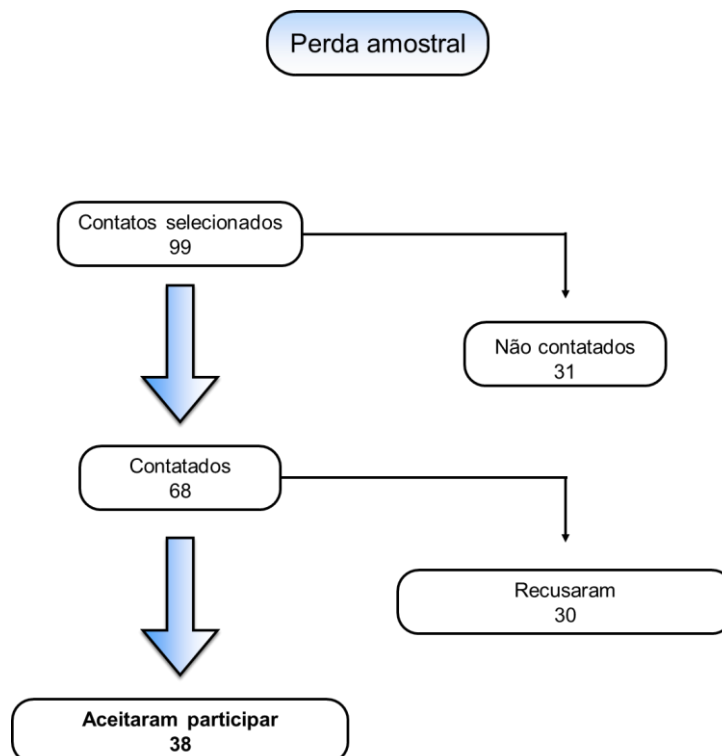 Perda amostral
Contatos selecionados
99
Não contatados
31
Contatados
68
Recusaram
30
Aceitaram participar
38